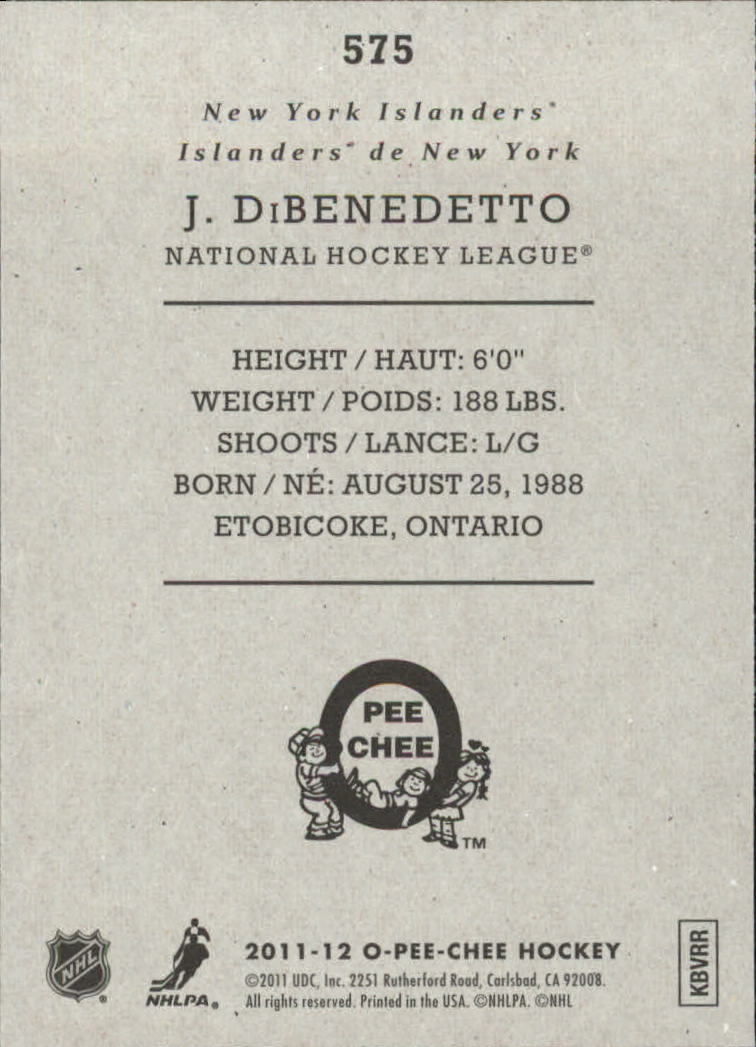 575
New York Islanders®
Islanders® de New York
J. DiBENEDETTO
NATIONAL HOCKEY LEAGUE®
HEIGHT / HAUT: 6'0"
WEIGHT / POIDS: 188 LBS.
SHOOTS / LANCE: L/G
BORN / NÉ: AUGUST 25, 1988
ETOBICOKE, ONTARIO
O
PEE
CHEE
TM
NHL ®
NHLPA®
2011-12 O-PEE-CHEE HOCKEY
©2011 UDC, Inc. 2251 Rutherford Road, Carlsbad, CA 92008.
All rights reserved. Printed in the USA. ©NHLPA. ©NHL
KBVRR